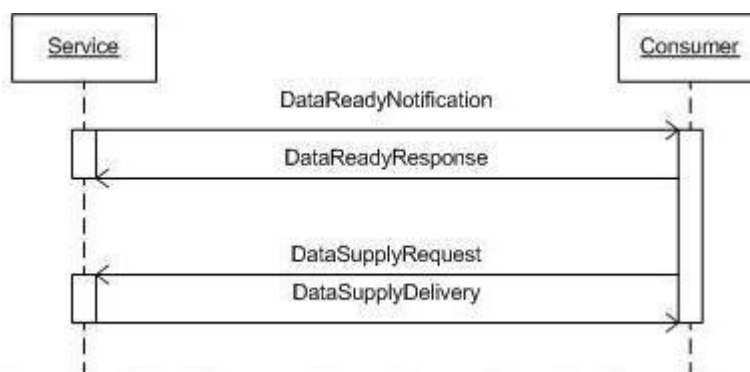 Service
Consumer
DataReadyNotification
DataReadyResponse
DataSupplyRequest
DataSupplyDelivery